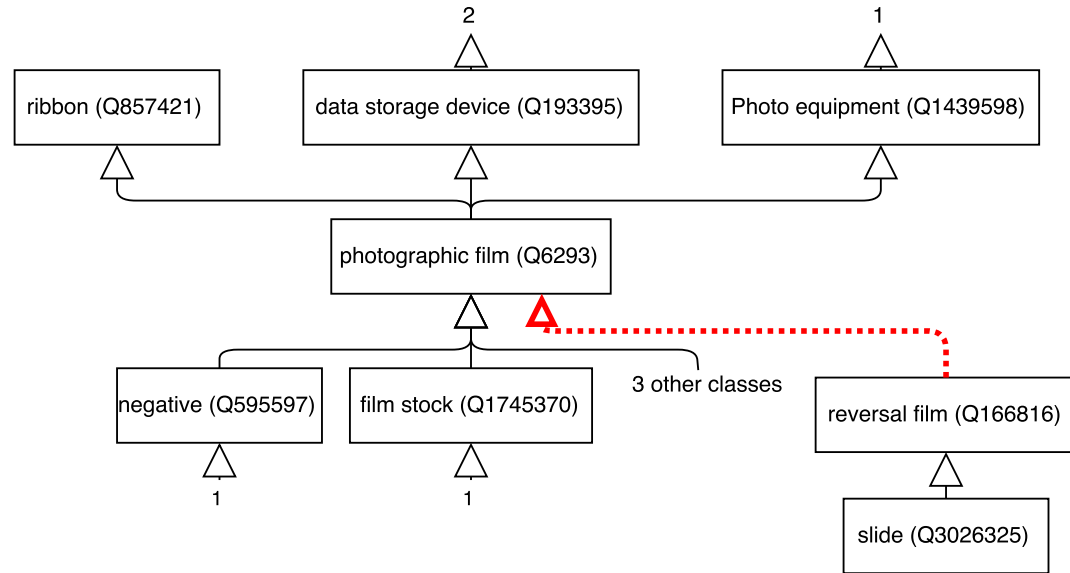 2
1
ribbon (Q857421)
data storage device (Q193395)
Photo equipment (Q1439598)
photographic film (Q6293)
3 other classes
negative (Q595597)
film stock (Q1745370)
reversal film (Q166816)
1
1
slide (Q3026325)